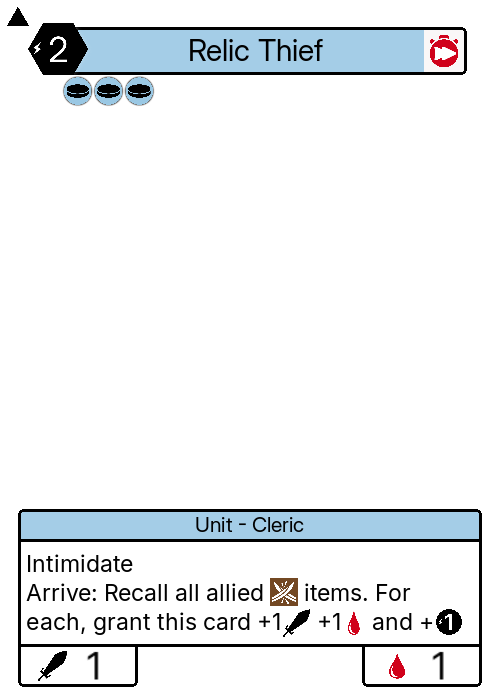 2
Relic Thief
Unit - Cleric
Intimidate
Arrive: Recall all allied items. For
each, grant this card +1 +1 and +1
1
1